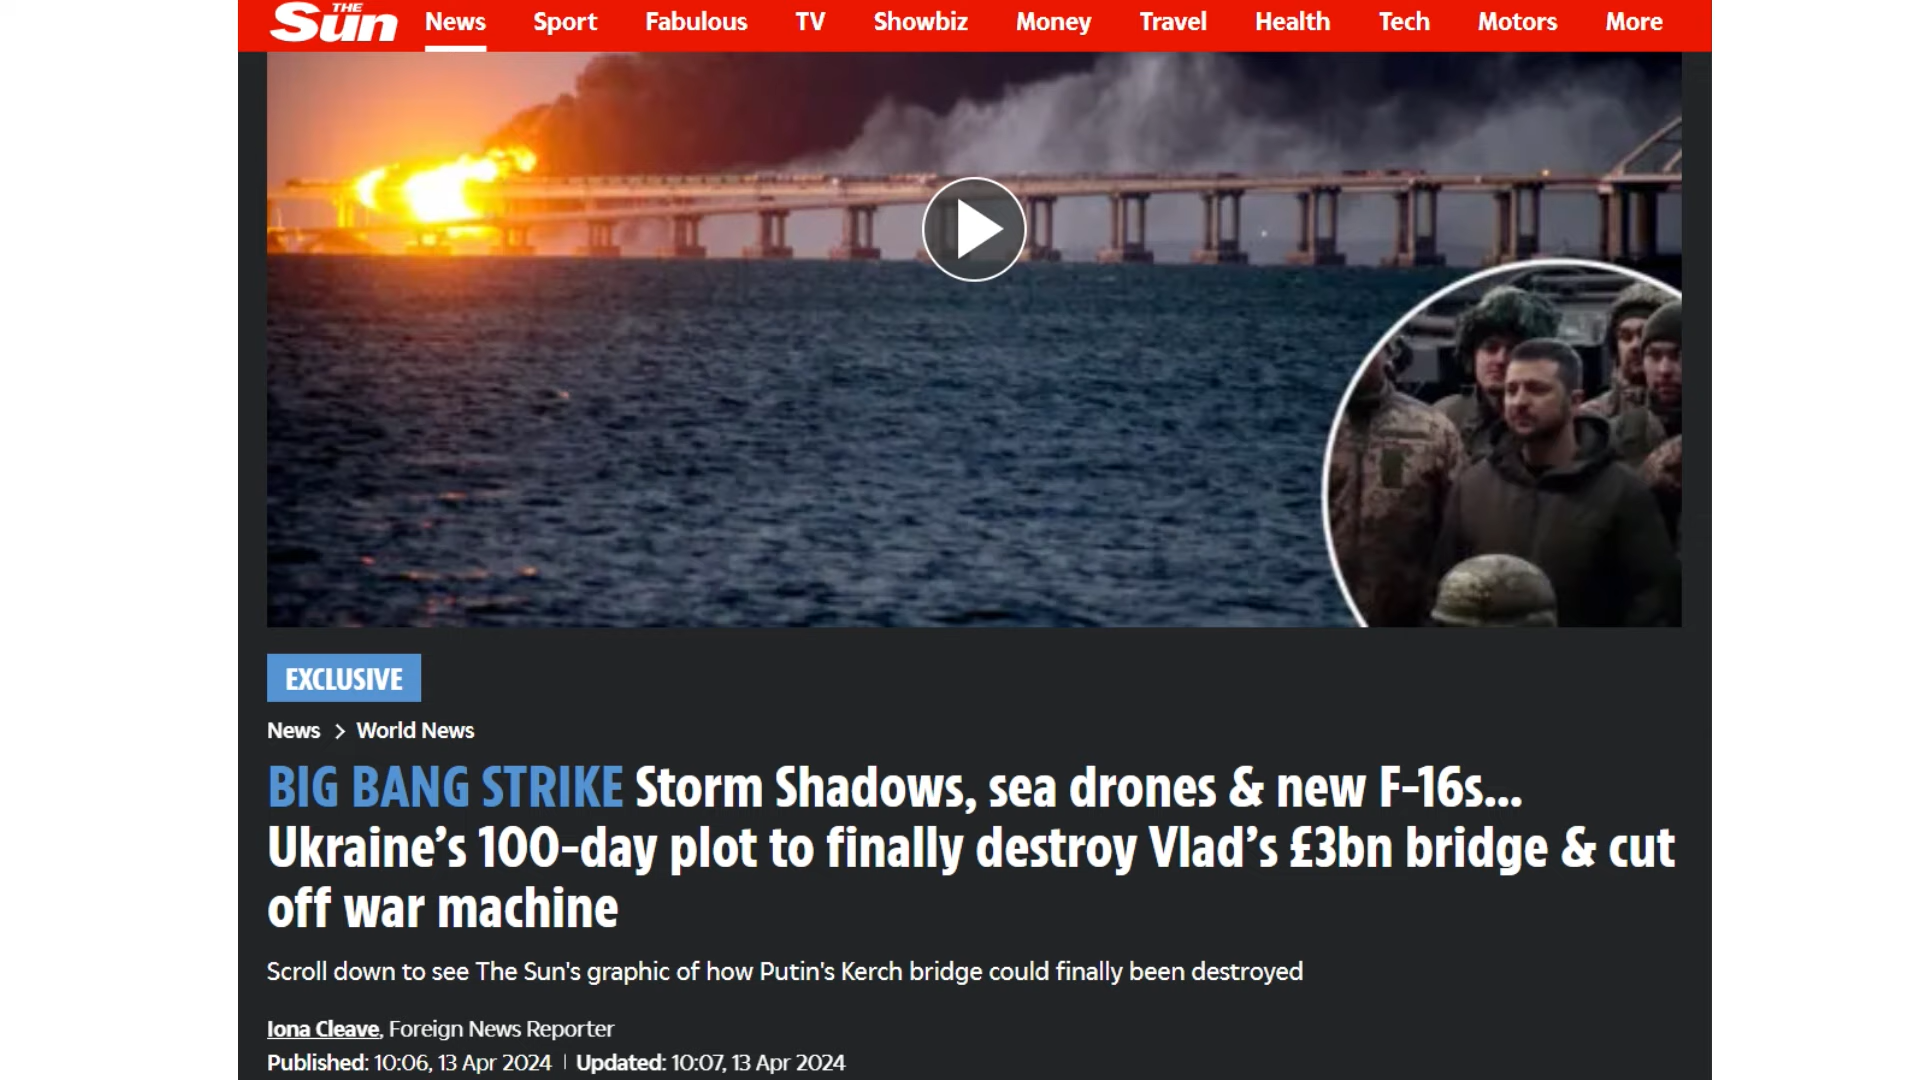 THE
Sun
News Sport Fabulous TV Showbiz Money Travel Health Tech Motors More
EXCLUSIVE
News > World News
BIG BANG STRIKE Storm Shadows, sea drones & new F-16s...
Ukraine’s 100-day plot to finally destroy Vlad’s £3bn bridge & cut
off war machine
Scroll down to see The Sun's graphic of how Putin's Kerch bridge could finally been destroyed
Iona Cleave, Foreign News Reporter
Published: 10:06, 13 Apr 2024 | Updated: 10:07, 13 Apr 2024